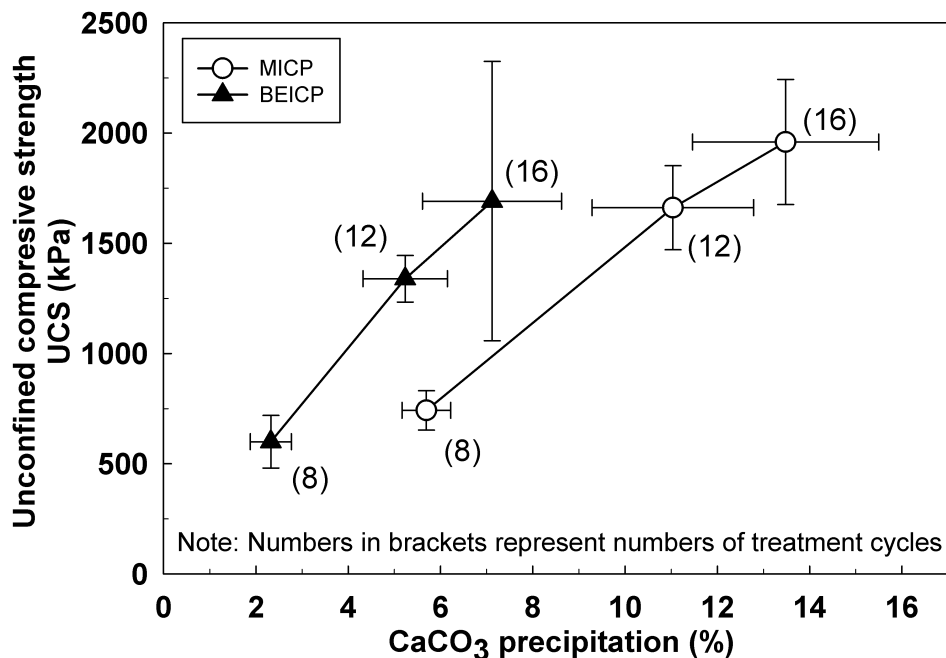 Unconfined compresive strength
UCS (kPa)
2500
2000
1500
1000
500
0
MICP
BEICP
(16)
(12)
(8)
(16)
(12)
(8)
Note: Numbers in brackets represent numbers of treatment cycles
0 2 4 6 8 10 12 14 16
CaCO₃ precipitation (%)